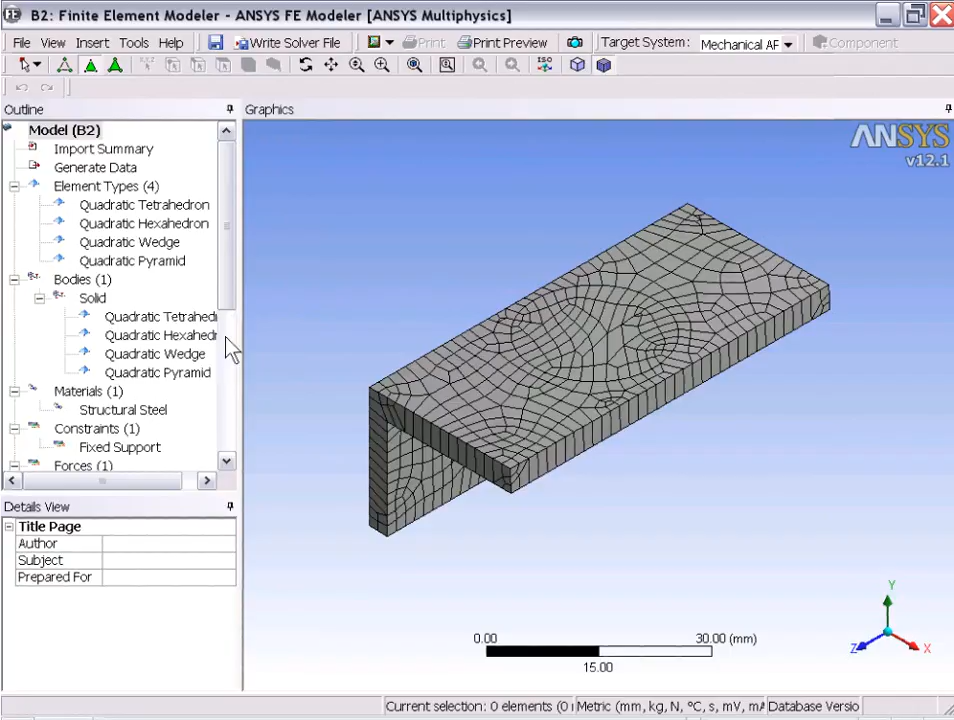 B2: Finite Element Modeler - ANSYS FE Modeler [ANSYS Multiphysics]
File View Insert Tools Help Write Solver File Print Print Preview Target System: Mechanical AF Component
ISO
Outline
Graphics
Model (B2)
Import Summary
Generate Data
Element Types (4)
Quadratic Tetrahedron
Quadratic Hexahedron
Quadratic Wedge
Quadratic Pyramid
Bodies (1)
Solid
Quadratic Tetrahed
Quadratic Hexahedr
Quadratic Wedge
Quadratic Pyramid
Materials (1)
Structural Steel
Constraints (1)
Fixed Support
Forces (1)
Details View
Title Page
Author
Subject
Prepared For
ANSYS
v12.1
0.00 30.00 (mm)
15.00
Y
Z
X
Current selection: 0 elements (0 Metric (mm, kg, N, °C, s, mV, mA Database Versio